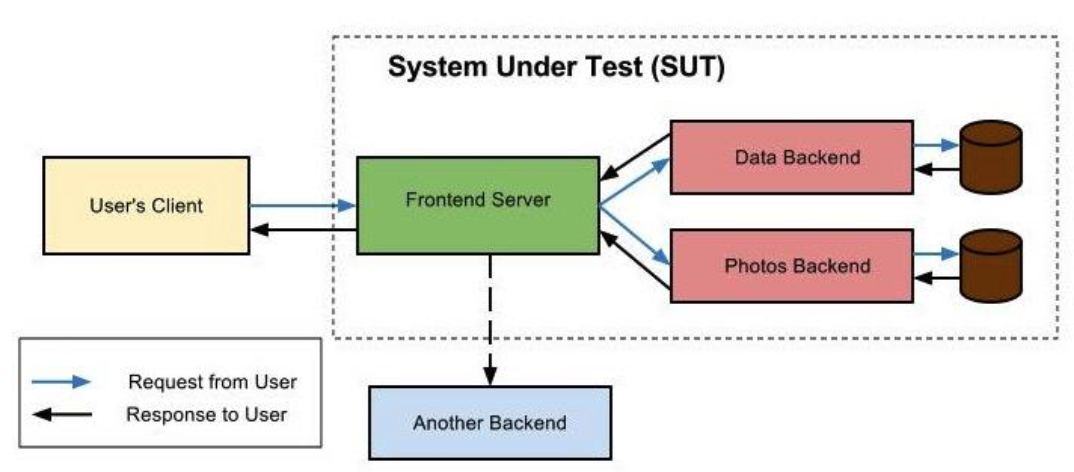 System Under Test (SUT)
Data Backend
User's Client
Frontend Server
Photos Backend
Request from User
Response to User
Another Backend